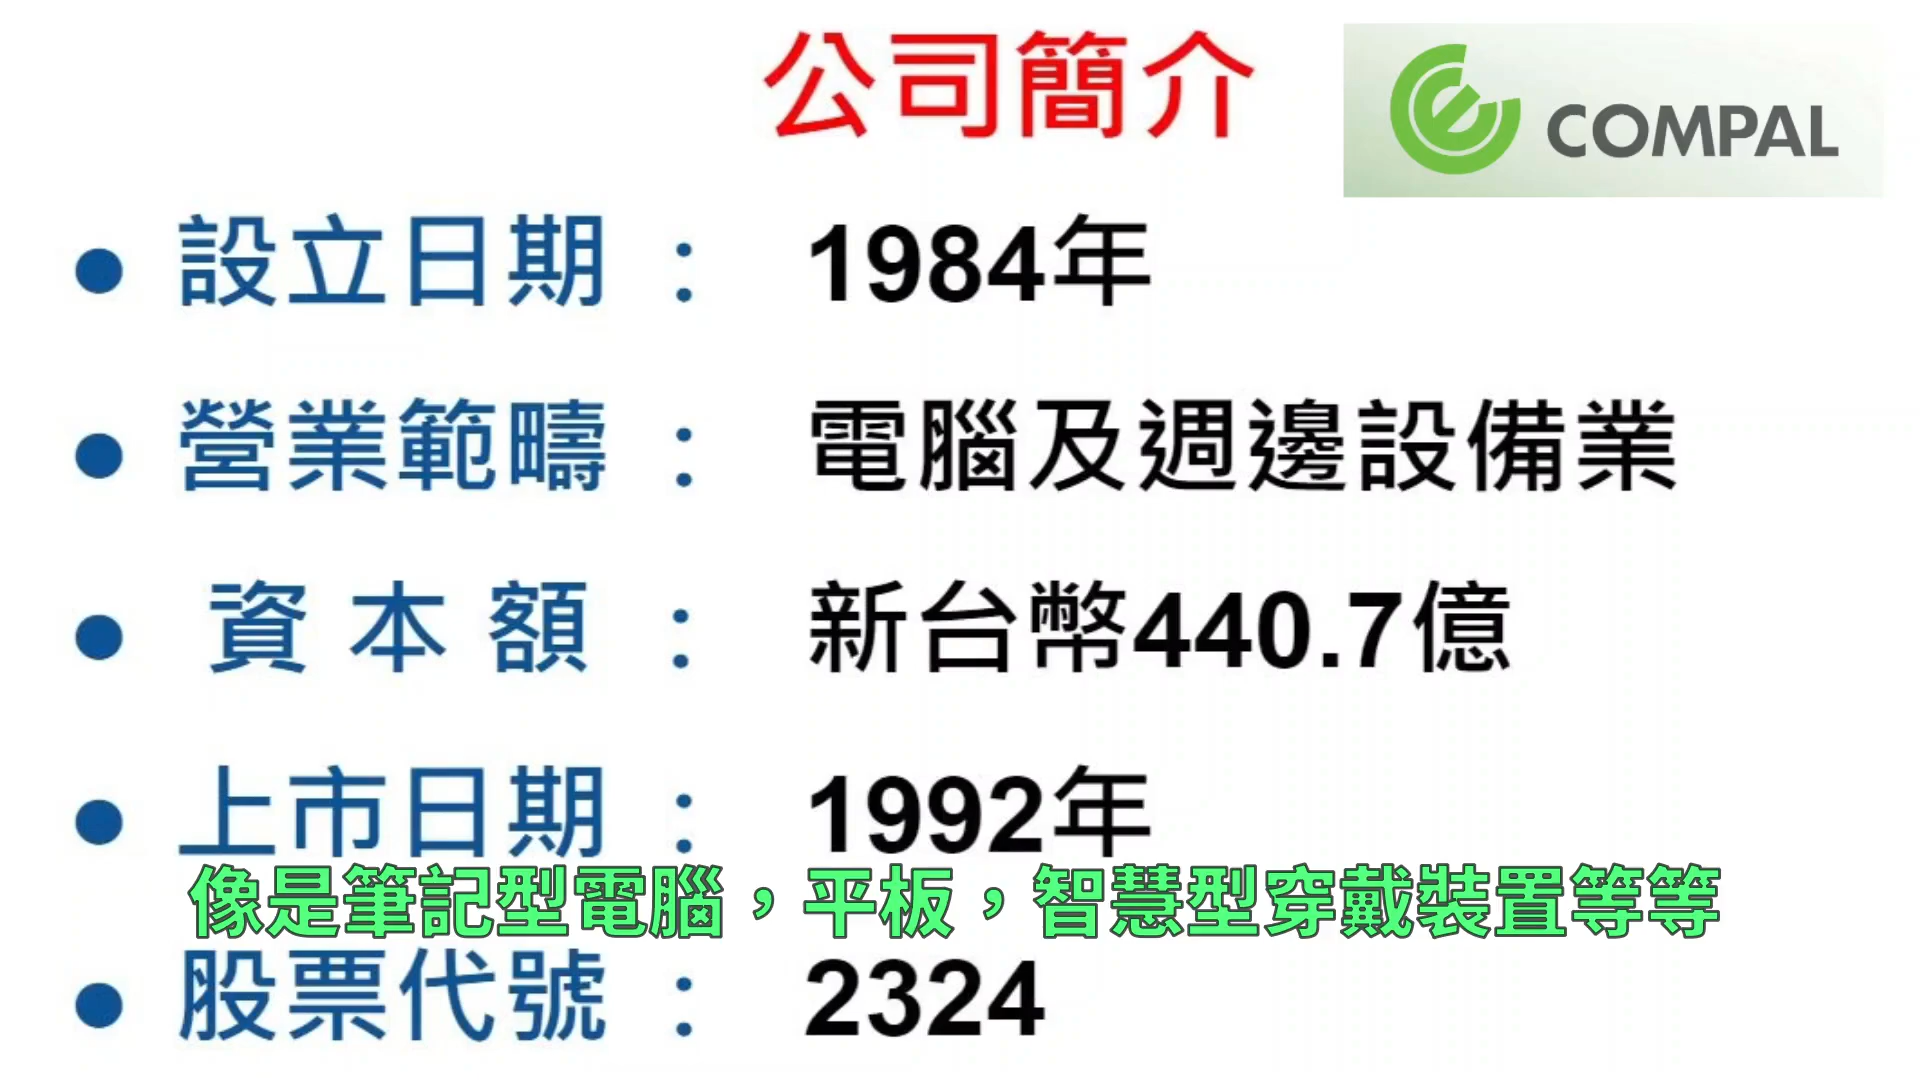 公司簡介
COMPAL
● 設立日期 : 1984年
● 營業範疇 : 電腦及週邊設備業
● 資本額 : 新台幣440.7億
● 上市日期 : 1992年
像是筆記型電腦，平板，智慧型穿戴裝置等等
● 股票代號 : 2324